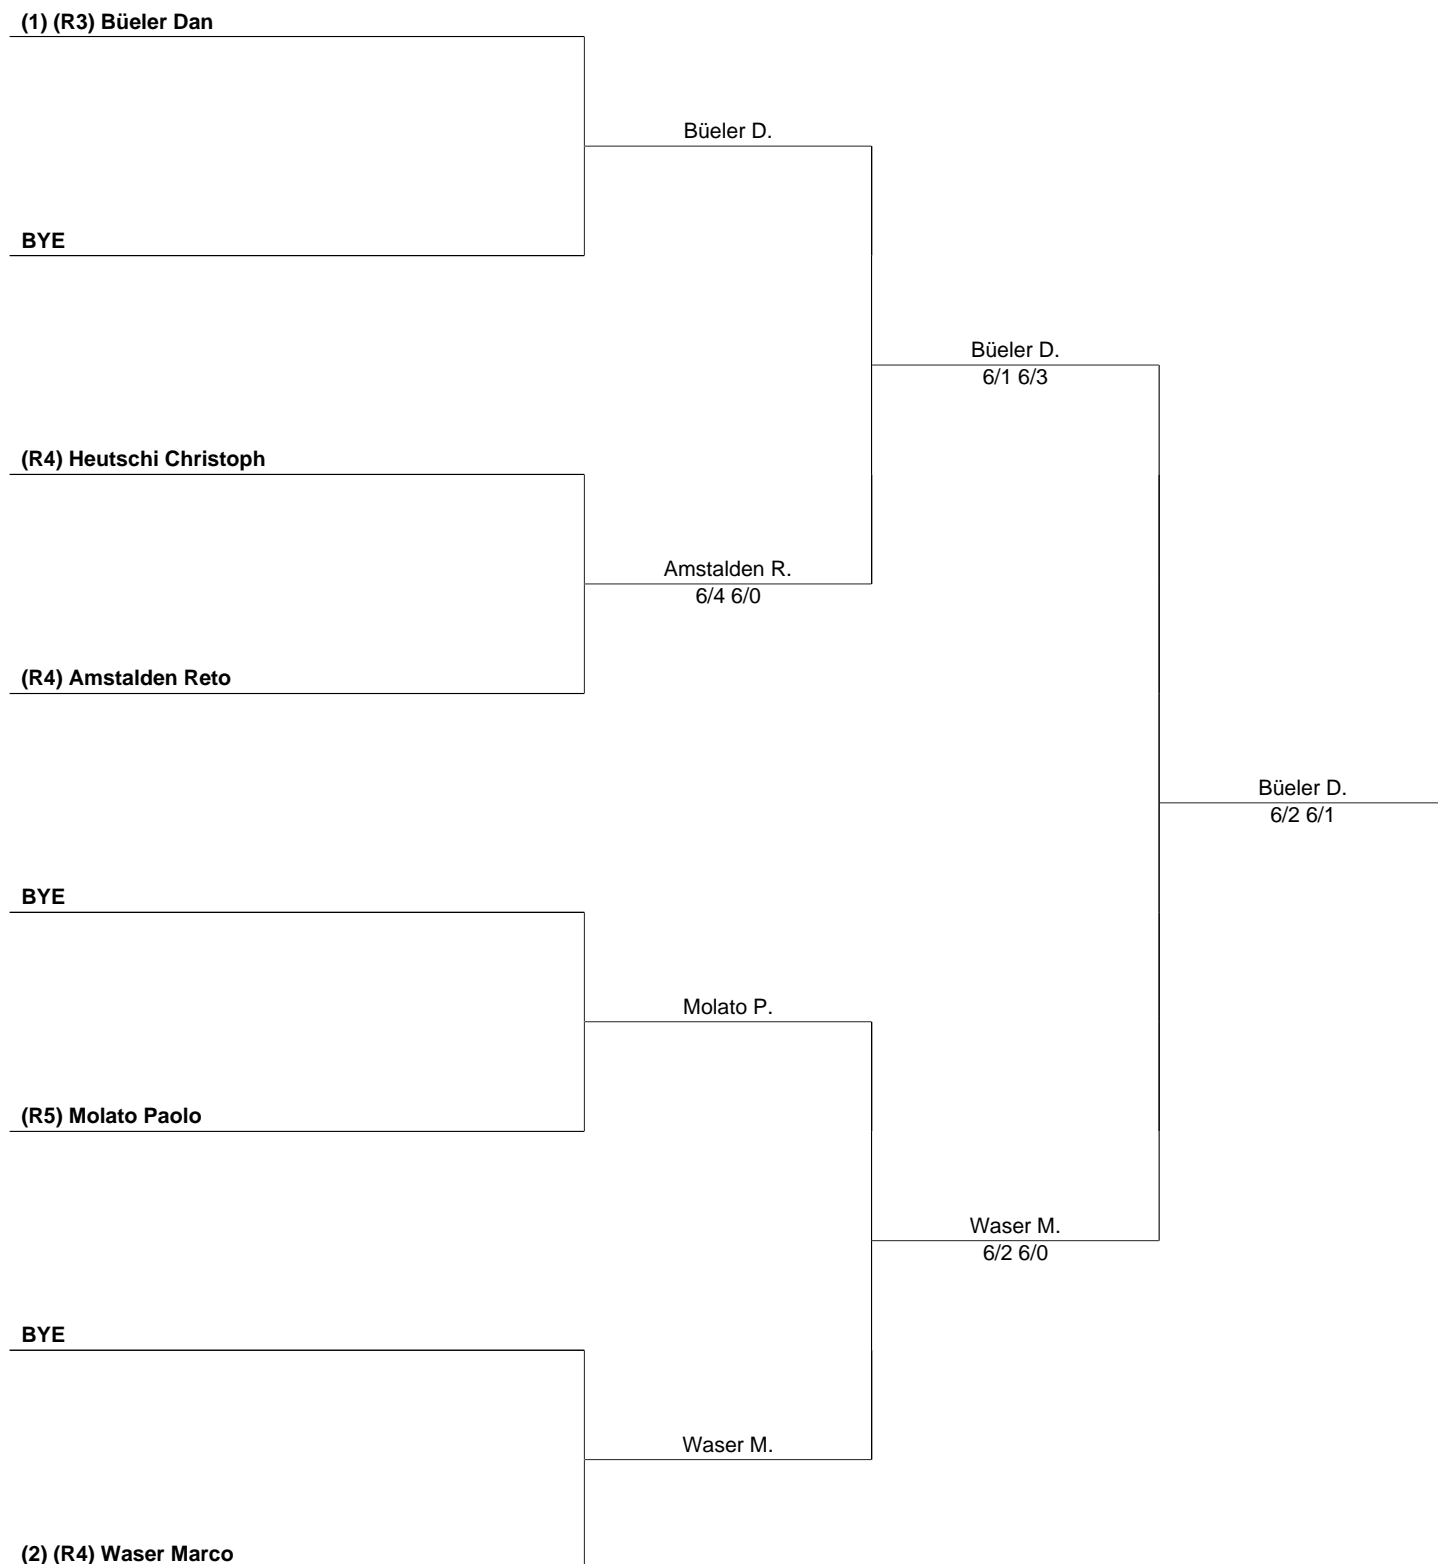 (1) (R3) Büeler Dan
Büeler D.
BYE
Büeler D.
6/1 6/3
(R4) Heutschi Christoph
Amstalden R.
6/4 6/0
(R4) Amstalden Reto
Büeler D.
6/2 6/1
BYE
Molato P.
(R5) Molato Paolo
Waser M.
6/2 6/0
BYE
Waser M.
(2) (R4) Waser Marco